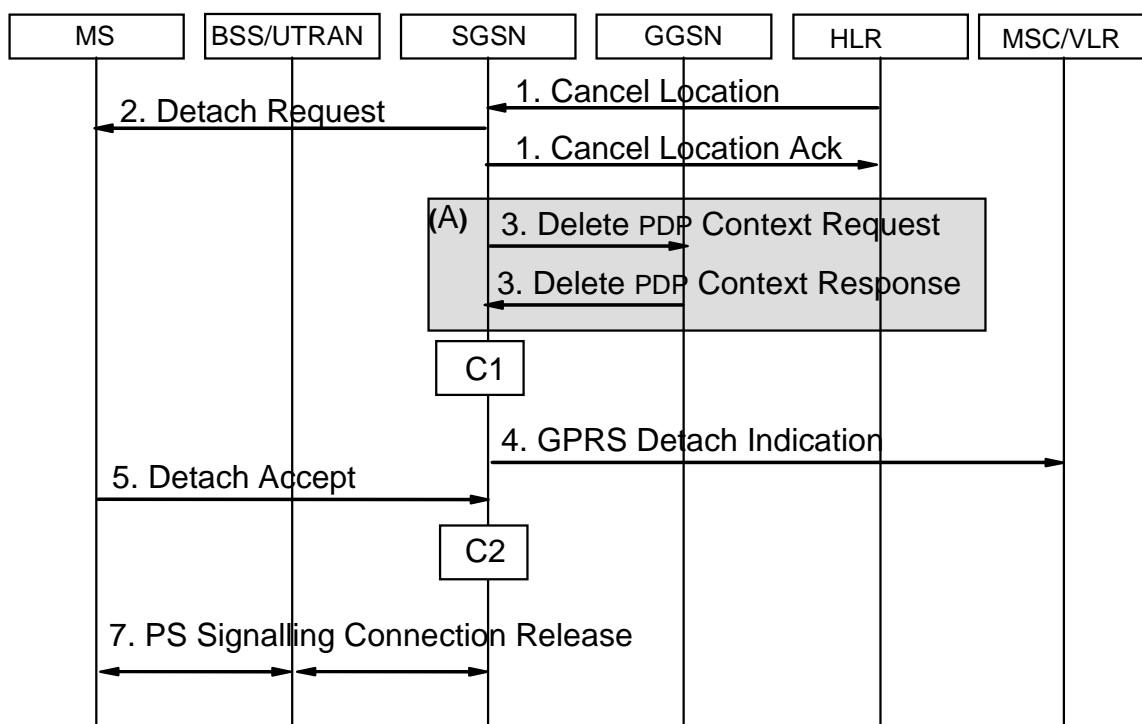 MS BSS/UTRAN SGSN GGSN HLR MSC/VLR
1. Cancel Location
2. Detach Request
1. Cancel Location Ack
(A)
3. Delete PDP Context Request
3. Delete PDP Context Response
C1
4. GPRS Detach Indication
5. Detach Accept
C2
7. PS Signalling Connection Release